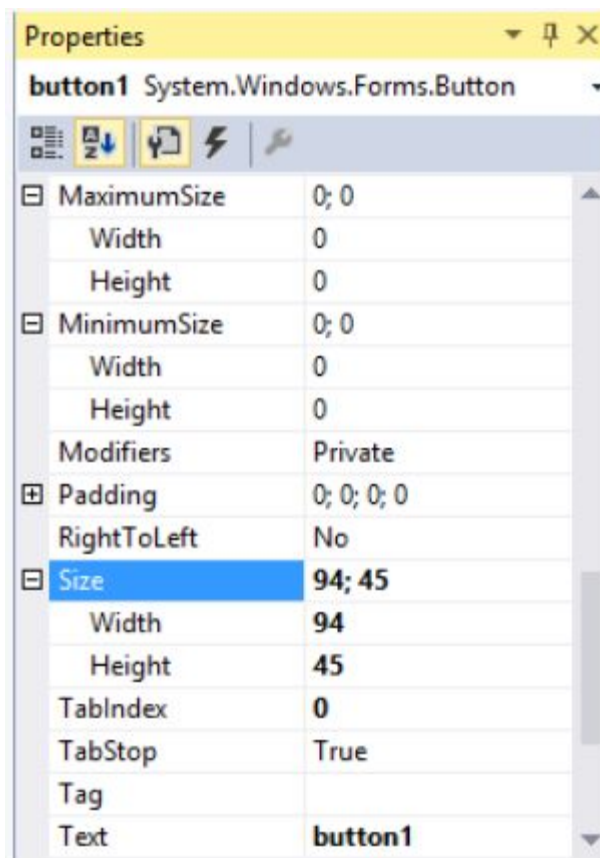 Properties
button1 System.Windows.Forms.Button
MaximumSize 0; 0
Width 0
Height 0
MinimumSize 0; 0
Width 0
Height 0
Modifiers Private
Padding 0; 0; 0; 0
RightToLeft No
Size 94; 45
Width 94
Height 45
TabIndex 0
TabStop True
Tag
Text button1